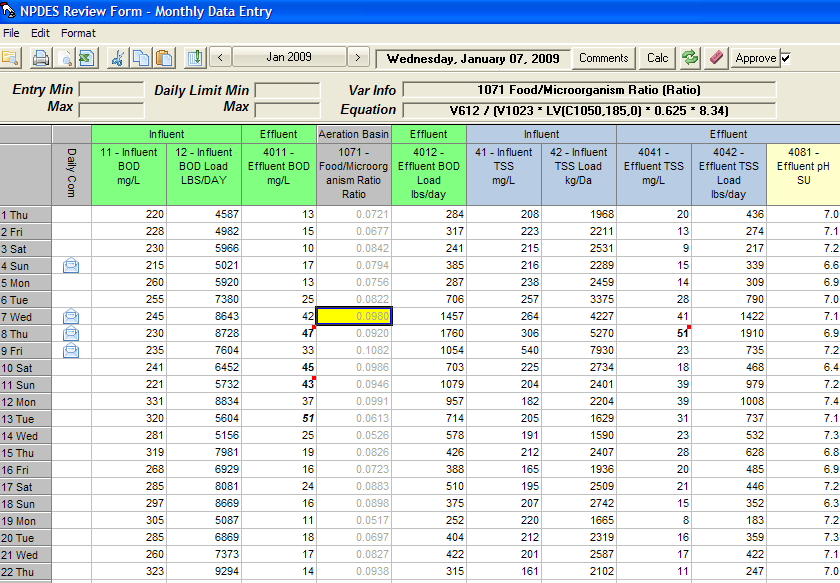 NPDES Review Form - Monthly Data Entry
File Edit Format
< Jan 2009 > Wednesday, January 07, 2009 Comments Calc Approve
Entry Min Daily Limit Min Var Info 1071 Food/Microorganism Ratio (Ratio)
Max Max Equation V612 / (V1023 * LV(C1050,185,0) * 0.625 * 8.34)
Influent Effluent Aeration Basin Effluent Influent Effluent
Daily Com 11 - Influent 12 - Influent 4011 - 1071 - 4012 - 41 - Influent 42 - Influent 4041 - 4042 - 4081 -
BOD BOD Load Effluent BOD Food/Microorg Effluent BOD TSS TSS Load Effluent TSS Effluent TSS Effluent pH
mg/L LBS/DAY mg/L anism Ratio Load mg/L kg/Da mg/L Load SU
Ratio lbs/day lbs/day
1 Thu 220 4587 13 0.0721 284 208 1968 20 436 7.0
2 Fri 228 4982 15 0.0677 317 223 2211 13 274 7.1
3 Sat 230 5966 10 0.0842 241 215 2531 9 217 7.2
4 Sun 215 5021 17 0.0794 385 216 2289 15 339 6.6
5 Mon 260 5920 13 0.0756 287 238 2459 14 309 6.9
6 Tue 255 7380 25 0.0822 706 257 3375 28 790 7.0
7 Wed 245 8643 42 0.0980 1457 264 4227 41 1422 7.1
8 Thu 230 8728 47 0.0920 1760 306 5270 51 1910 6.9
9 Fri 235 7604 33 0.1082 1054 540 7930 23 735 7.2
10 Sat 241 6452 45 0.0986 703 225 2734 18 468 6.4
11 Sun 221 5732 43 0.0946 1079 204 2401 39 979 7.2
12 Mon 331 8834 37 0.0991 957 182 2204 39 1008 7.4
13 Tue 320 5604 51 0.0613 714 205 1629 31 737 7.1
14 Wed 281 5156 25 0.0526 578 191 1590 23 532 7.3
15 Thu 319 7981 19 0.0826 426 212 2407 28 628 6.8
16 Fri 268 6929 16 0.0723 388 165 1936 20 485 6.9
17 Sat 285 8081 24 0.0883 510 195 2509 21 446 7.2
18 Sun 297 8669 16 0.0898 375 207 2742 15 352 6.3
19 Mon 305 5087 11 0.0517 252 220 1665 8 183 7.2
20 Tue 285 6869 18 0.0697 404 212 2319 16 359 7.3
21 Wed 260 7373 17 0.0827 422 201 2587 17 422 7.1
22 Thu 323 9294 14 0.0938 315 161 2102 11 247 7.0